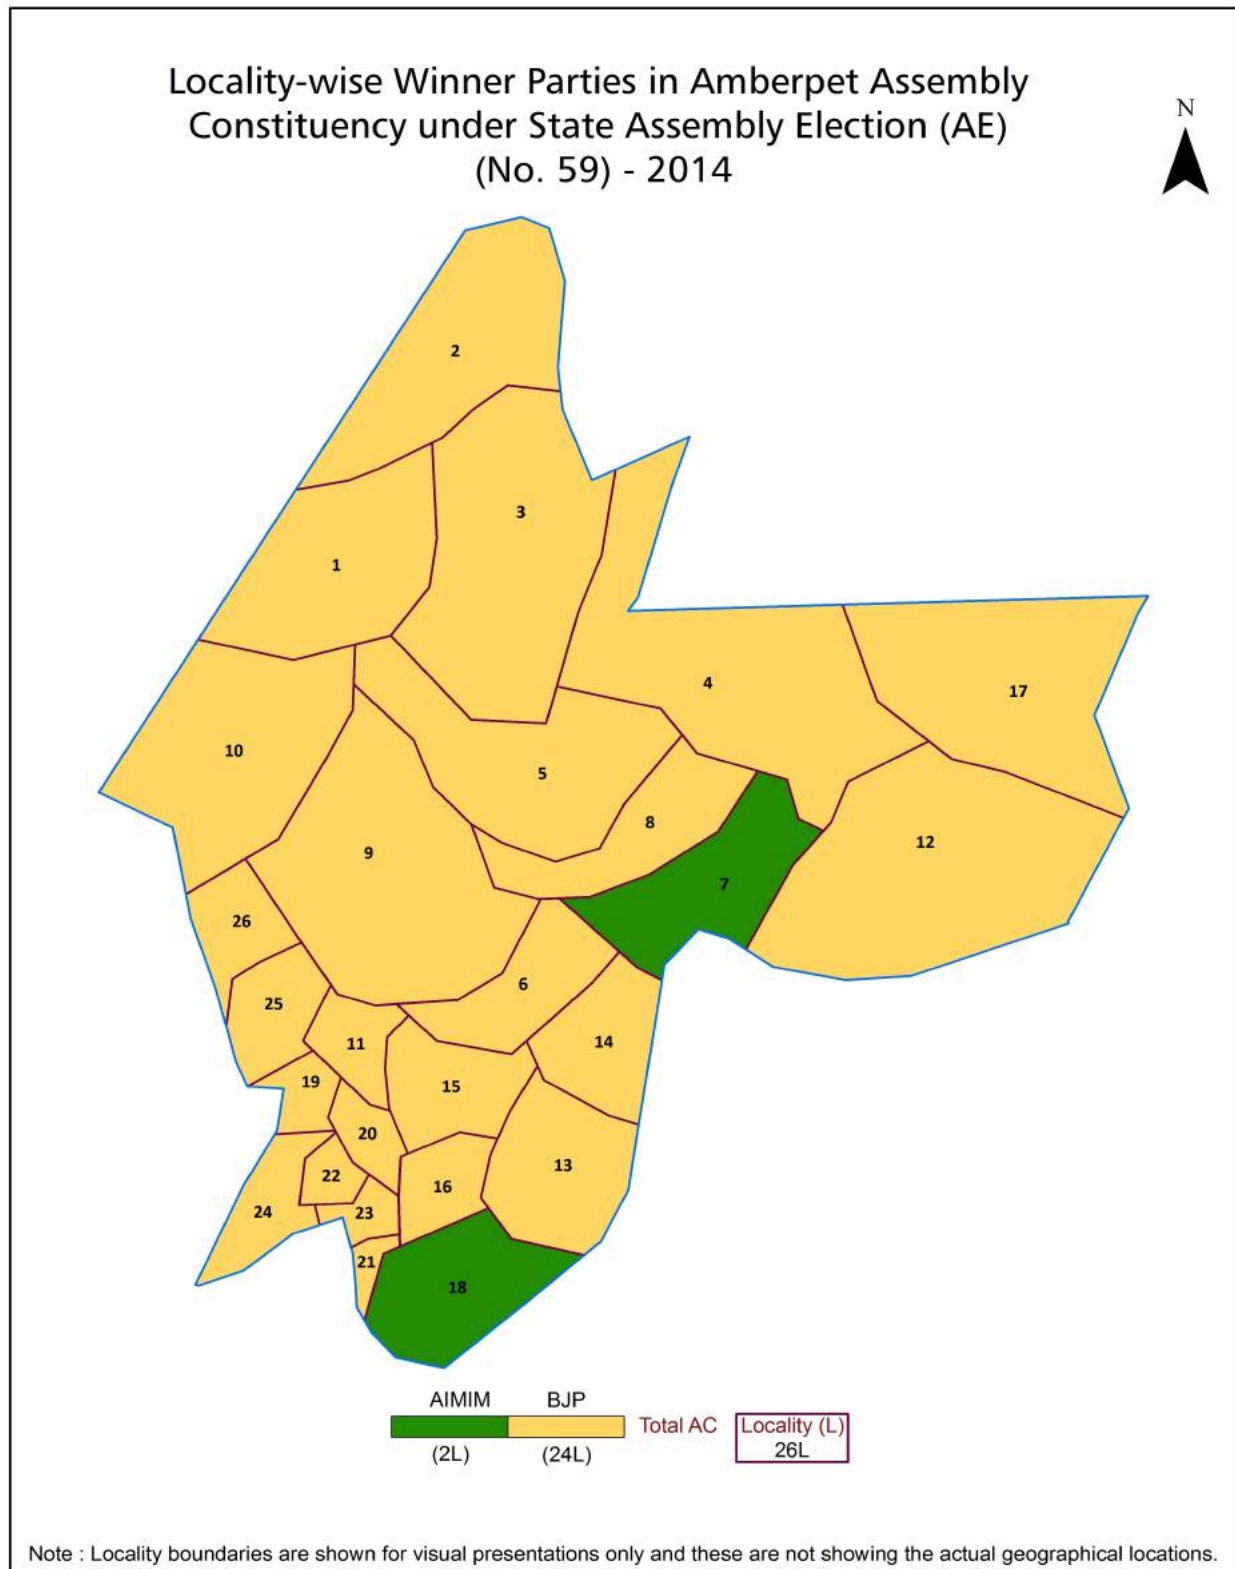 Locality-wise Winner Parties in Amberpet Assembly
Constituency under State Assembly Election (AE)
(No. 59) - 2014
N
2
3
1
4
17
10
5
8
12
9
7
26
6
25
11
14
19
15
20
13
22
16
24
23
21
18
AIMIM BJP
Total AC
Locality (L)
(2L) (24L)
26L
Note : Locality boundaries are shown for visual presentations only and these are not showing the actual geographical locations.